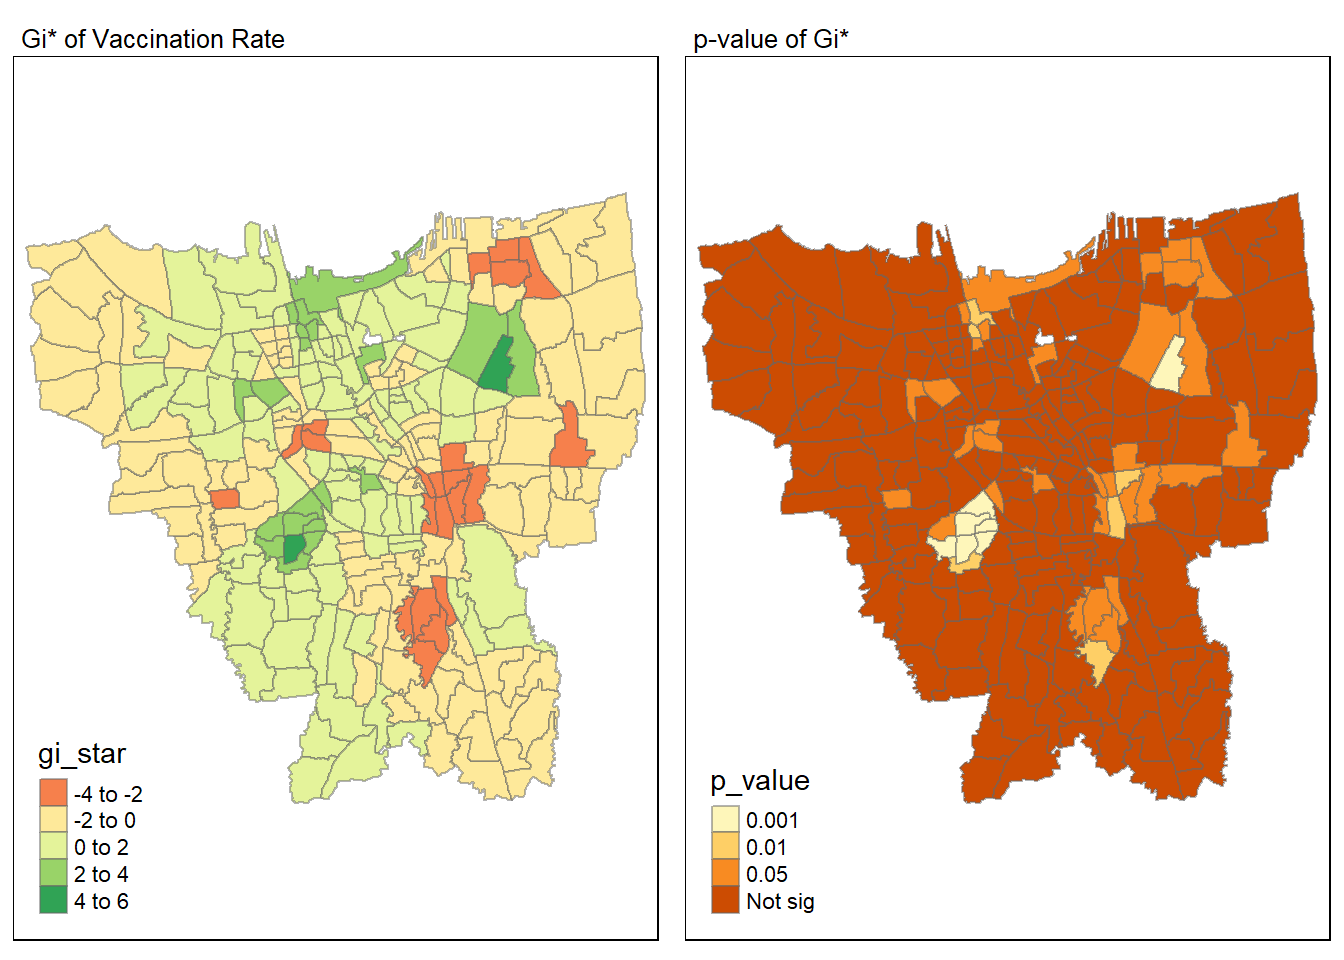 Gi* of Vaccination Rate
gi_star
-4 to -2
-2 to 0
0 to 2
2 to 4
4 to 6
p-value of Gi*
p_value
0.001
0.01
0.05
Not sig